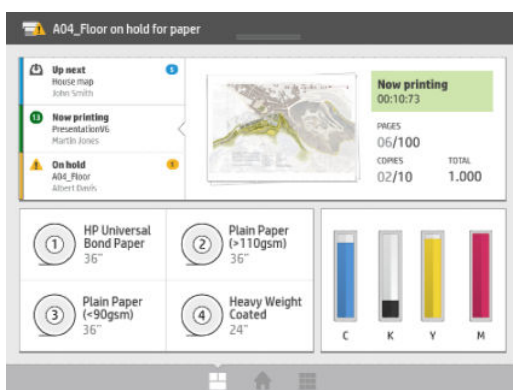 A04_Floor on hold for paper
Up next
5
House map
John Smith
13
Now printing
PresentationV6
Martin Jones
On hold
A04_Floor
Albert Davis
Now printing
00:10:73
PAGES
06/100
COPIES
TOTAL
02/10
1.000
1
HP Universal
Bond Paper
36"
2
Plain Paper
(>110gsm)
36"
3
Plain Paper
(<90gsm)
36"
4
Heavy Weight
Coated
24"
C
K
Y
M